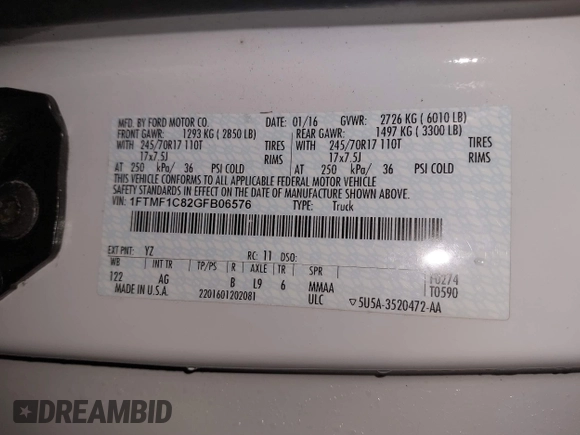 MFD. BY FORD MOTOR CO. DATE: 01/16 GVWR: 2726 KG ( 6010 LB)
FRONT GAWR: 1293 KG ( 2850 LB) REAR GAWR: 1497 KG ( 3300 LB)
WITH 245/70R17 110T TIRES WITH 245/70R17 110T TIRES
17x7.5J RIMS 17x7.5J RIMS
AT 250 kPa/ 36 PSI COLD AT 250 kPa/ 36 PSI COLD
THIS VEHICLE CONFORMS TO ALL APPLICABLE FEDERAL MOTOR VEHICLE
SAFETY STANDARDS IN EFFECT ON THE DATE OF MANUFACTURE SHOWN ABOVE.
VIN: 1FTMF1C82GFB06576 TYPE: Truck
EXT PNT: YZ RC: 11 DSO:
WB INT TR TP/PS R AXLE TR SPR F0274
122 AG B L9 6 MMAA T0590
MADE IN U.S.A. 2201601202081 ULC ▽5U5A-3520472-AA
DREAMBID